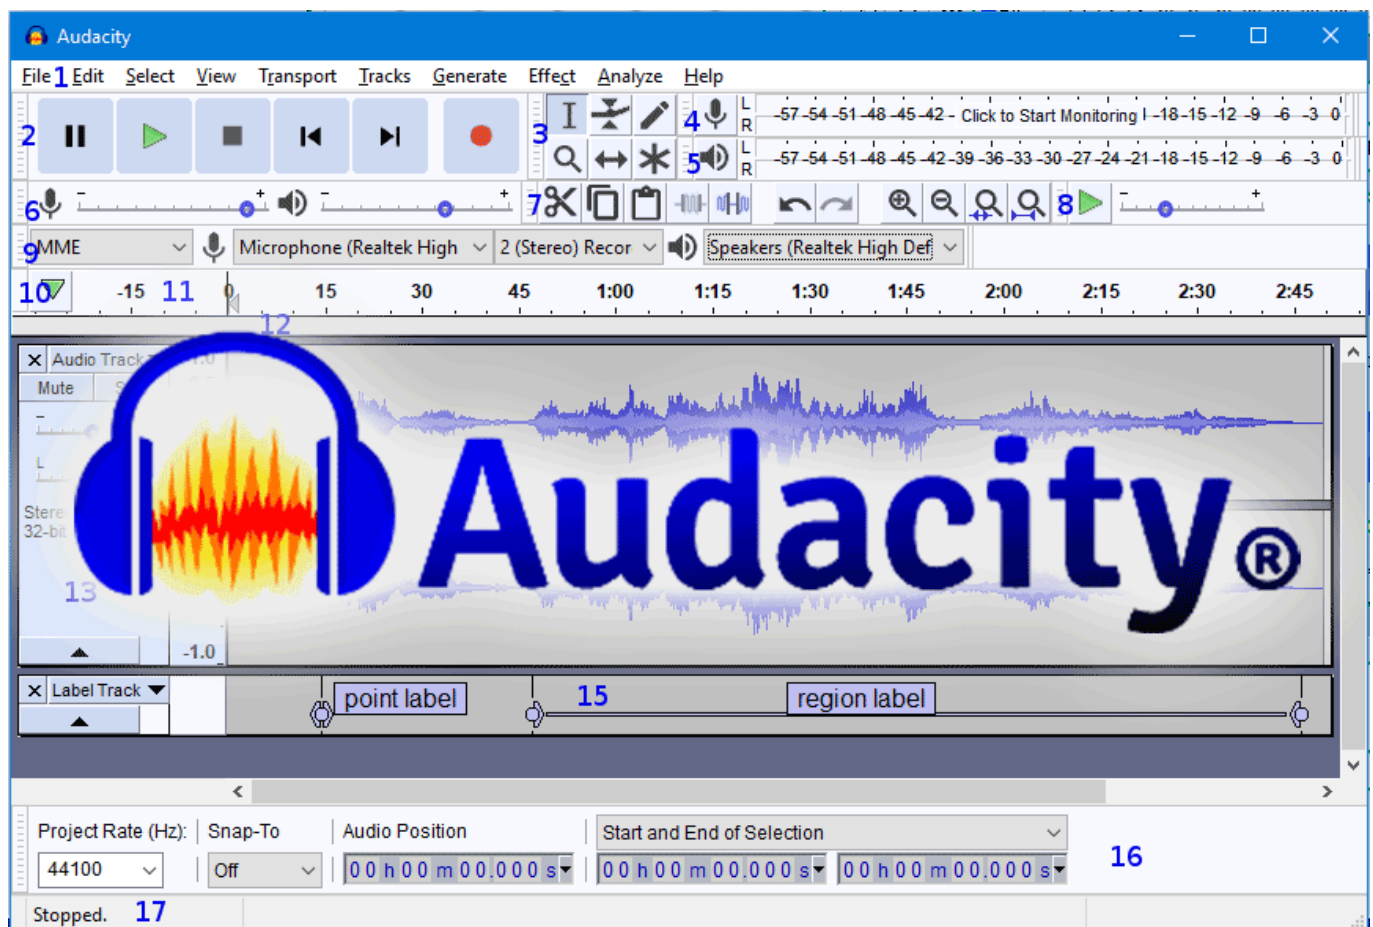 Audacity
File 1 Edit Select View Transport Tracks Generate Effect Analyze Help
2
3
4 L R -57 -54 -51 -48 -45 -42 - Click to Start Monitoring -18 -15 -12 -9 -6 -3 0
5 L R -57 -54 -51 -48 -45 -42 -39 -36 -33 -30 -27 -24 -21 -18 -15 -12 -9 -6 -3 0
6 - + - + 7 8 - +
9 MME Microphone (Realtek High 2 (Stereo) Recor Speakers (Realtek High Def
10 -15 11 0 15 30 45 1:00 1:15 1:30 1:45 2:00 2:15 2:30 2:45
12
Audio Track 1.0
Mute
-
L
Audacity®
Stere
32-bit
13
-1.0
Label Track point label 15 region label
Project Rate (Hz): Snap-To Audio Position Start and End of Selection
44100 Off 00 h 00 m 00.000 s 00 h 00 m 00.000 s 00 h 00 m 00.000 s
16
Stopped. 17